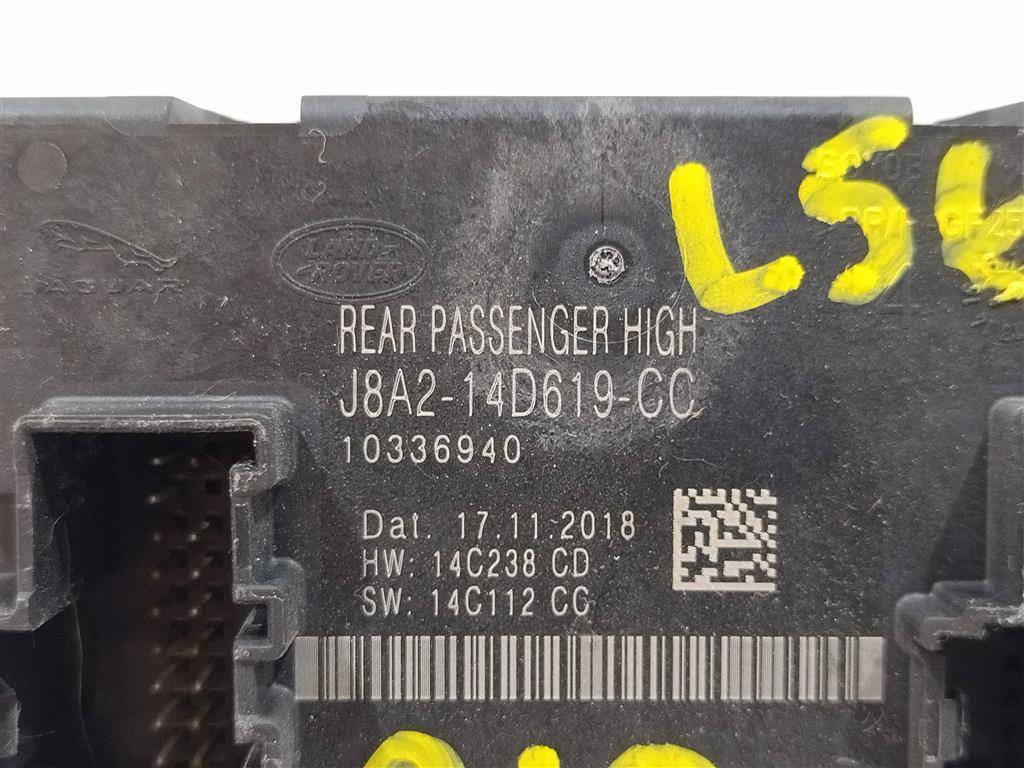 JAGUAR
LAND ROVER
REAR PASSENGER HIGH
J8A2-14D619-CC
10336940
Dat. 17.11.2018
HW: 14C238 CD
SW: 14C112 CG